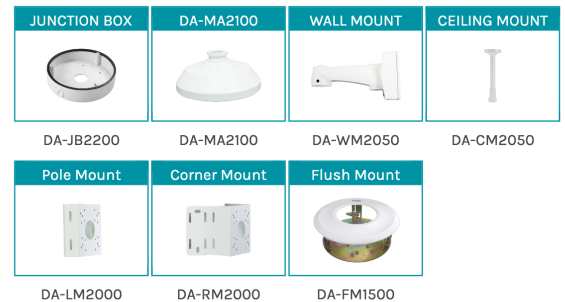 JUNCTION BOX
DA-MA2100
WALL MOUNT
CEILING MOUNT
DA-JB2200
DA-MA2100
DA-WM2050
DA-CM2050
Pole Mount
Corner Mount
Flush Mount
DA-LM2000
DA-RM2000
DA-FM1500